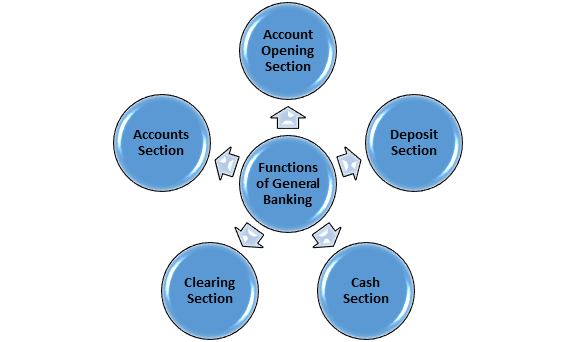 Account
Opening
Section
Accounts
Section
Deposit
Section
Functions
of General
Banking
Clearing
Section
Cash
Section